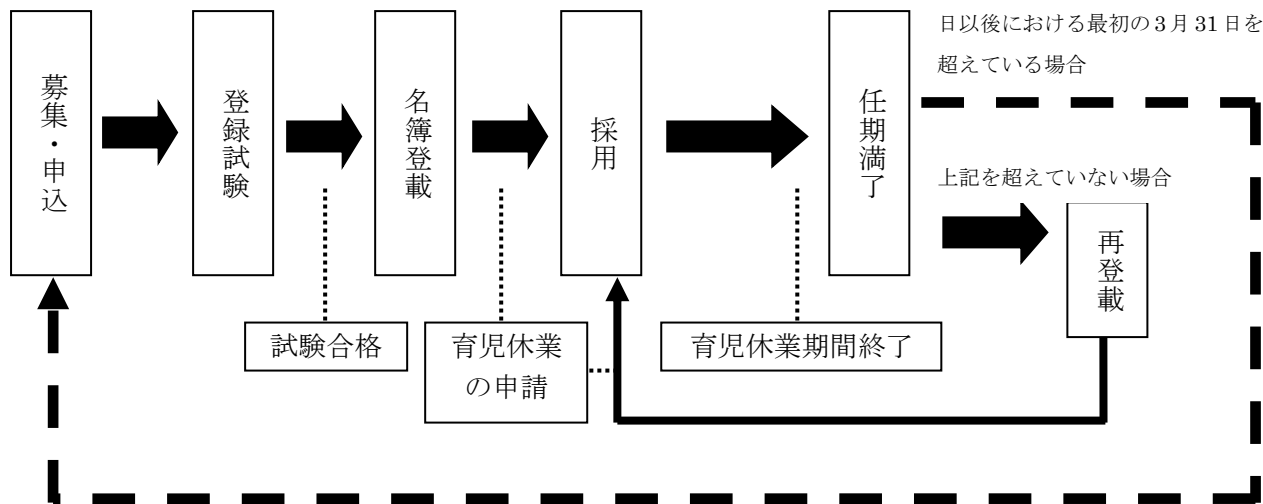 日以後における最初の3月31日を
超えている場合
募集・申込
登録試験
名簿登載
採用
任期満了
上記を超えていない場合
再登載
試験合格
育児休業
の申請
育児休業期間終了